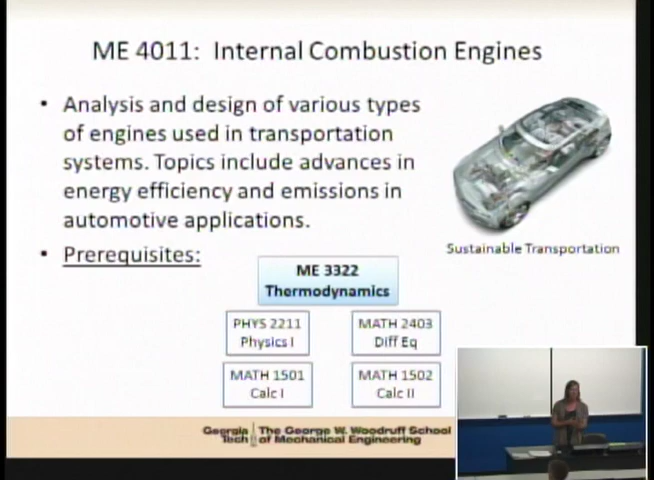 ME 4011: Internal Combustion Engines
• Analysis and design of various types
of engines used in transportation
systems. Topics include advances in
energy efficiency and emissions in
automotive applications.
Sustainable Transportation
• Prerequisites:
ME 3322
Thermodynamics
PHYS 2211
Physics I
MATH 2403
Diff Eq
MATH 1501
Calc I
MATH 1502
Calc II
Georgia
Tech
The George W. Woodruff School
of Mechanical Engineering